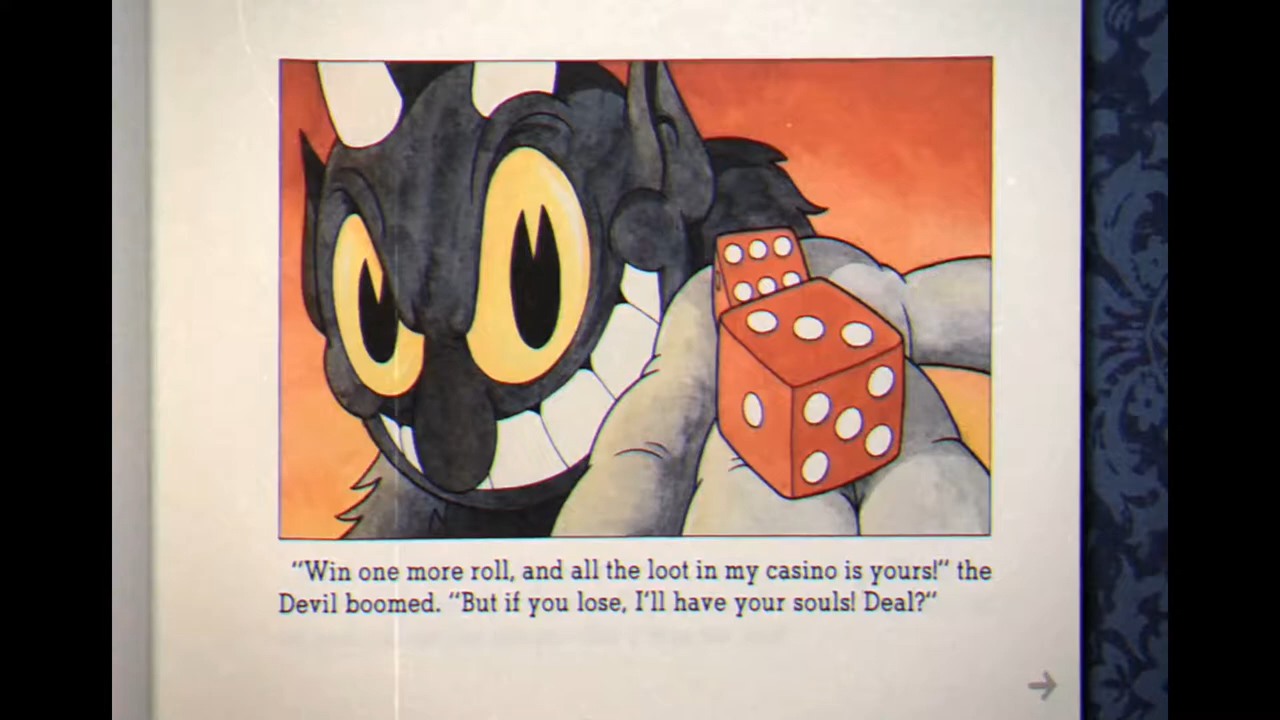 “Win one more roll, and all the loot in my casino is yours!“ the
Devil boomed. “But if you lose, I’ll have your souls! Deal?“